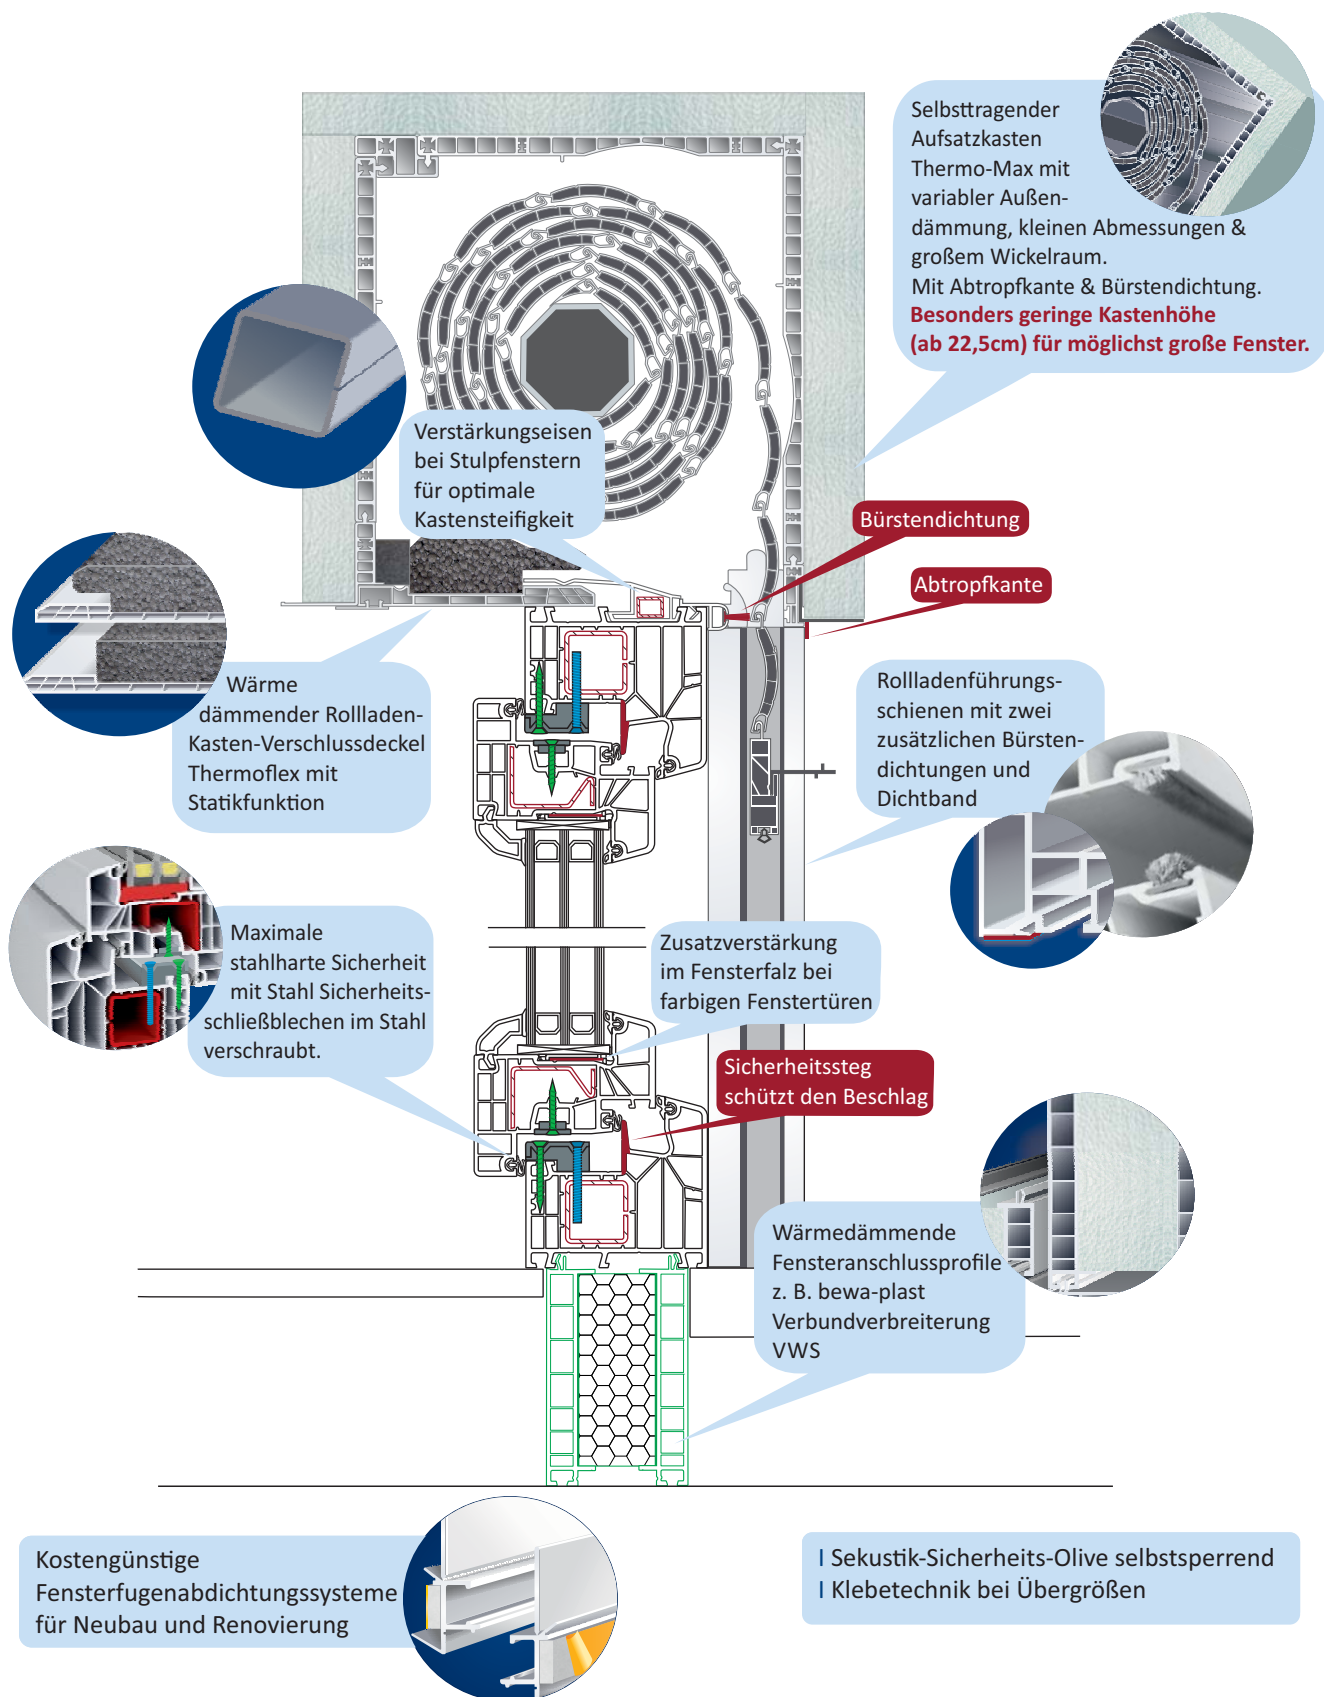 Selbsttragender
Aufsatzkasten
Thermo-Max mit
variabler Außen-
dämmung, kleinen Abmessungen &
großem Wickelraum.
Mit Abtropfkante & Bürstendichtung.
Besonders geringe Kastenhöhe
(ab 22,5cm) für möglichst große Fenster.
Verstärkungseisen
bei Stulpfenstern
für optimale
Kastensteifigkeit
Bürstendichtung
Abtropfkante
Wärme
dämmender Rollladen-
Kasten-Verschlussdeckel
Thermoflex mit
Statikfunktion
Rollladenführungs-
schienen mit zwei
zusätzlichen Bürsten-
dichtungen und
Dichtband
Maximale
stahlharte Sicherheit
mit Stahl Sicherheits-
schließblechen im Stahl
verschraubt.
Zusatzverstärkung
im Fensterfalz bei
farbigen Fenstertüren
Sicherheitssteg
schützt den Beschlag
Wärmedämmende
Fensteranschlussprofile
z. B. bewa-plast
Verbundverbreiterung
VWS
Kostengünstige
Fensterfugenabdichtungssysteme
für Neubau und Renovierung
I Sekustik-Sicherheits-Olive selbstsperrend
I Klebetechnik bei Übergrößen